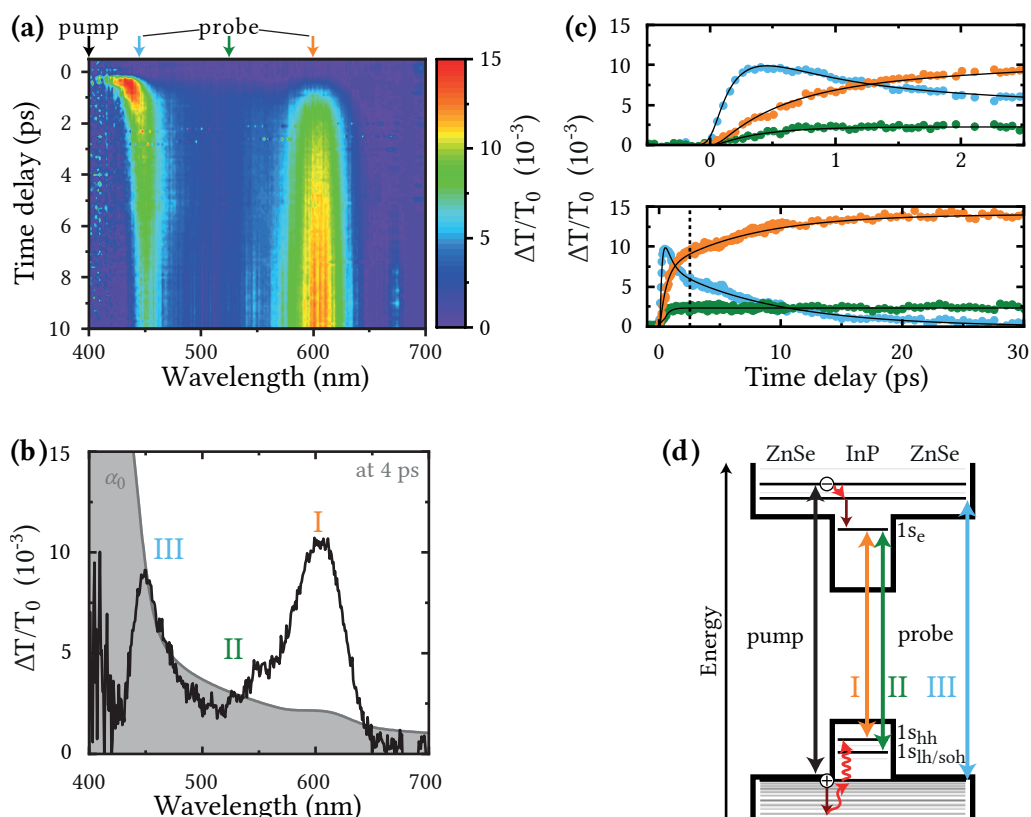 (a)
pump
probe
0
2
4
6
8
10
Time delay (ps)
400
500
600
700
Wavelength (nm)
15
10
5
0
ΔT/T₀ (10⁻³)
(b)
15
10
5
0
ΔT/T₀ (10⁻³)
α₀
at 4 ps
III
II
I
400
500
600
700
Wavelength (nm)
(c)
15
10
5
0
0
1
2
ΔT/T₀ (10⁻³)
15
10
5
0
0
10
20
30
Time delay (ps)
(d)
ZnSe InP ZnSe
−
1sₑ
Energy
pump
probe
I
II
III
1s_hh
1s_lh/soh
+